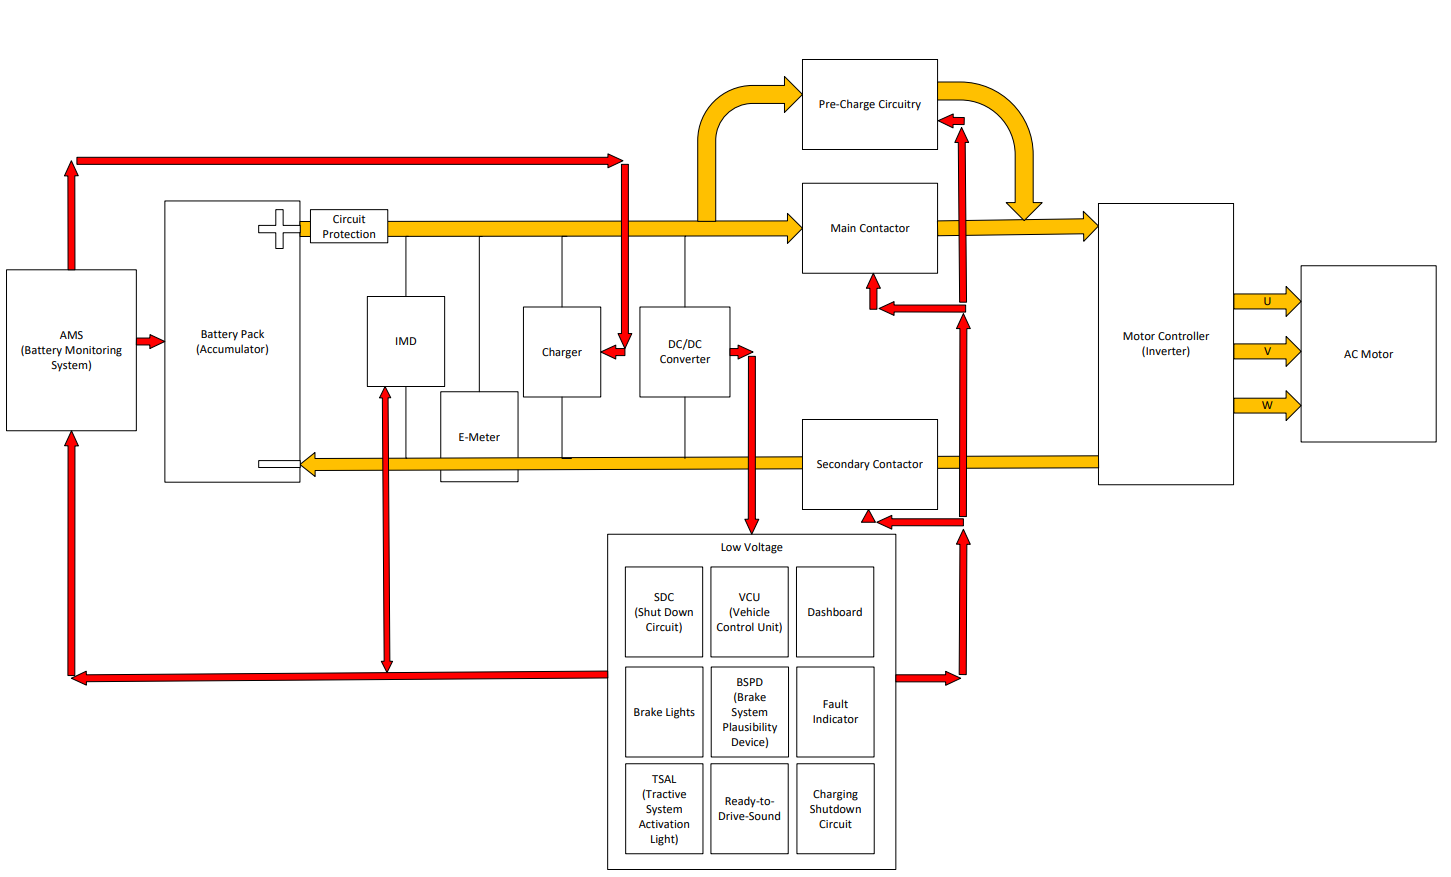 Pre-Charge Circuitry
Circuit
Protection
Main Contactor
AMS
(Battery Monitoring
System)
Battery Pack
(Accumulator)
IMD
Charger
DC/DC
Converter
E-Meter
Secondary Contactor
Motor Controller
(Inverter)
U
V
W
AC Motor
Low Voltage
SDC
(Shut Down
Circuit)
VCU
(Vehicle
Control Unit)
Dashboard
Brake Lights
BSPD
(Brake
System
Plausibility
Device)
Fault
Indicator
TSAL
(Tractive
System
Activation
Light)
Ready-to-
Drive-Sound
Charging
Shutdown
Circuit